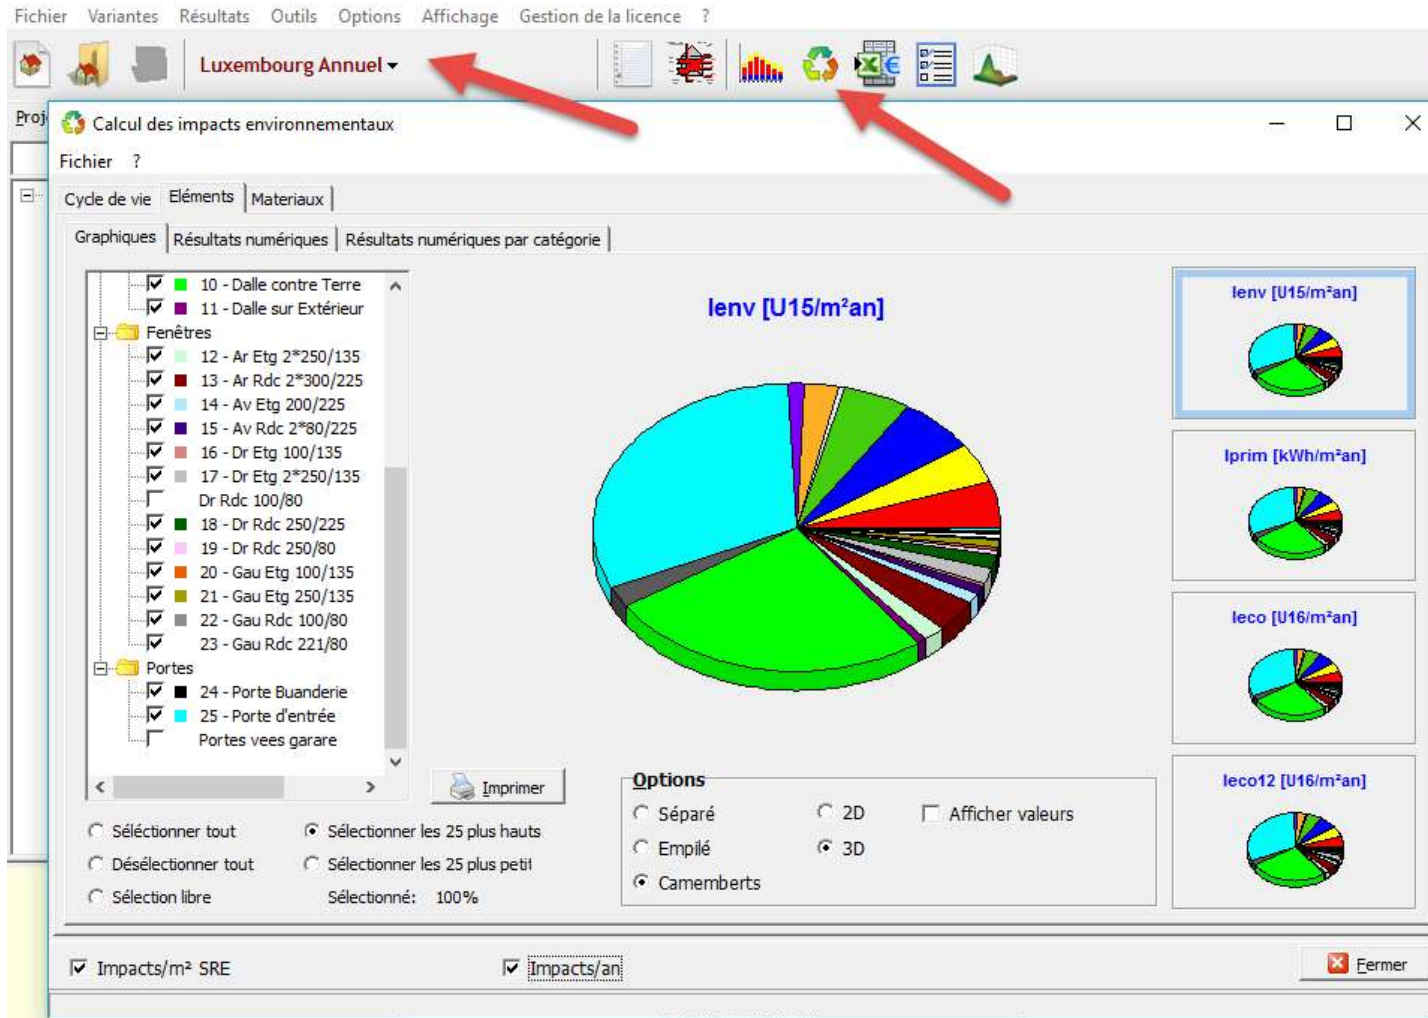 Fichier Variantes Résultats Outils Options Affichage Gestion de la licence ?
Luxembourg Annuel
Proj
Calcul des impacts environnementaux
Fichier ?
Cycle de vie Eléments Materiaux
Graphiques Résultats numériques Résultats numériques par catégorie
10 - Dalle contre Terre
11 - Dalle sur Extérieur
Fenêtres
12 - Ar Etg 2*250/135
13 - Ar Rdc 2*300/225
14 - Av Etg 200/225
15 - Av Rdc 2*80/225
16 - Dr Etg 100/135
17 - Dr Etg 2*250/135
Dr Rdc 100/80
18 - Dr Rdc 250/225
19 - Dr Rdc 250/80
20 - Gau Etg 100/135
21 - Gau Etg 250/135
22 - Gau Rdc 100/80
23 - Gau Rdc 221/80
Portes
24 - Porte Buanderie
25 - Porte d'entrée
Portes vees garare
Ienv [U15/m²an]
Ienv [U15/m²an]
Iprim [kWh/m²an]
Ieco [U16/m²an]
Ieco12 [U16/m²an]
Imprimer
Séléctionner tout
Sélectionner les 25 plus hauts
Désélectionner tout
Sélectionner les 25 plus petit
Sélection libre
Sélectionné: 100%
Options
Séparé 2D Afficher valeurs
Empilé 3D
Camemberts
Impacts/m² SRE
Impacts/an
Fermer